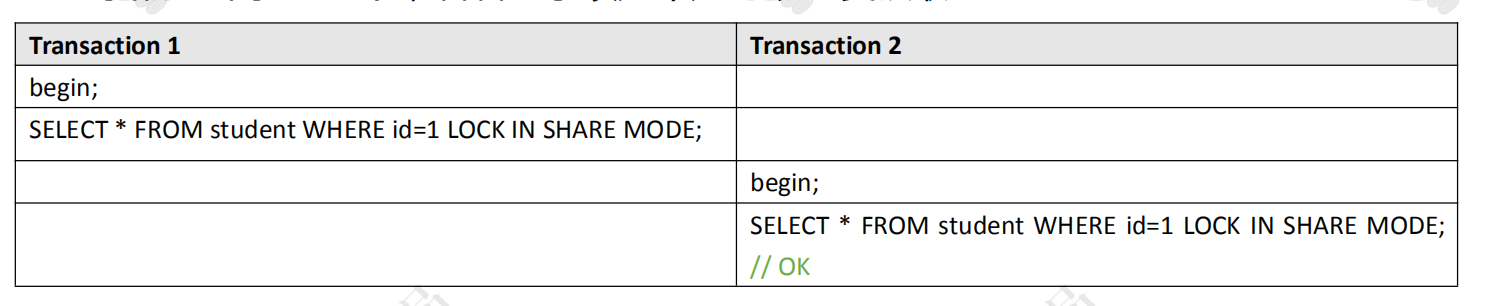 Transaction 1
Transaction 2
begin;
SELECT * FROM student WHERE id=1 LOCK IN SHARE MODE;
begin;
SELECT * FROM student WHERE id=1 LOCK IN SHARE MODE;
// OK